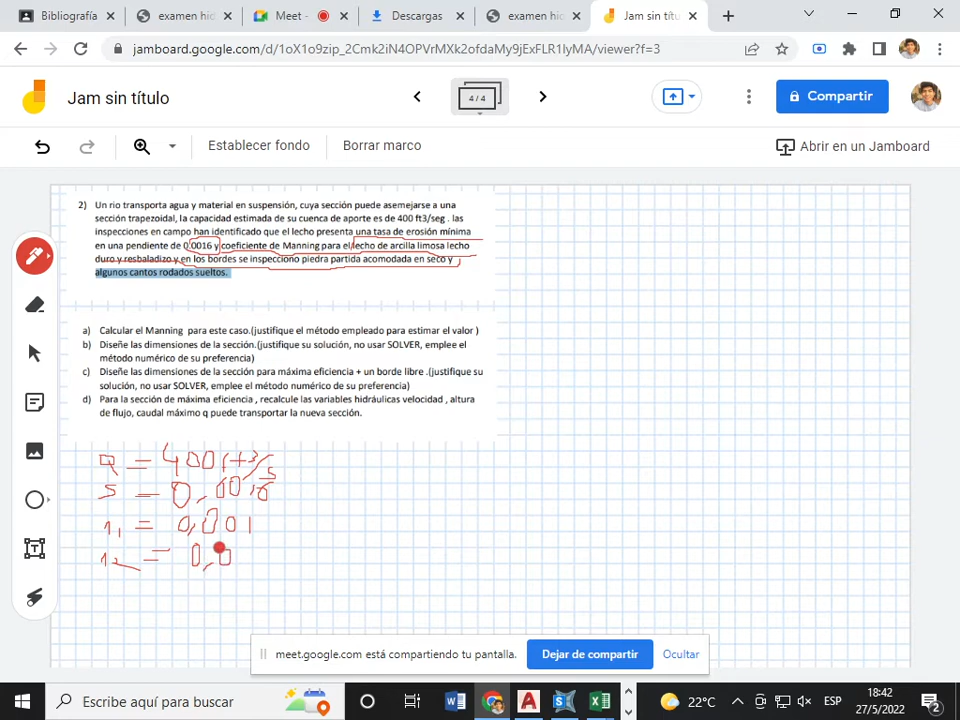 Bibliografía
examen hid
Meet -
Descargas
examen hid
Jam sin títu
jamboard.google.com/d/1oX1o9zip_2Cmk2iN4OPVrMXk2ofdaMy9jExFLR1lyMA/viewer?f=3
Jam sin título
4 / 4
Compartir
Establecer fondo
Borrar marco
Abrir en un Jamboard
2) Un rio transporta agua y material en suspensión, cuya sección puede asemejarse a una
sección trapezoidal, la capacidad estimada de su cuenca de aporte es de 400 ft3/seg . las
inspecciones en campo han identificado que el lecho presenta una tasa de erosión mínima
en una pendiente de 0.0016 y coeficiente de Manning para el lecho de arcilla limosa lecho
duro y resbaladizo y en los bordes se inspecciono piedra partida acomodada en seco y
algunos cantos rodados sueltos.
a) Calcular el Manning para este caso.(justifique el método empleado para estimar el valor )
b) Diseñe las dimensiones de la sección.(justifique su solución, no usar SOLVER, emplee el
método numérico de su preferencia)
c) Diseñe las dimensiones de la sección para máxima eficiencia + un borde libre .(justifique su
solución, no usar SOLVER, emplee el método numérico de su preferencia)
d) Para la sección de máxima eficiencia , recalcule las variables hidráulicas velocidad , altura
de flujo, caudal máximo q puede transportar la nueva sección.
Q = 400 ft3/s
S = 0,0016
n1 = 0,001
n2 = 0,0
meet.google.com está compartiendo tu pantalla.
Dejar de compartir
Ocultar
Escribe aquí para buscar
22°C
ESP
18:42
27/5/2022
2